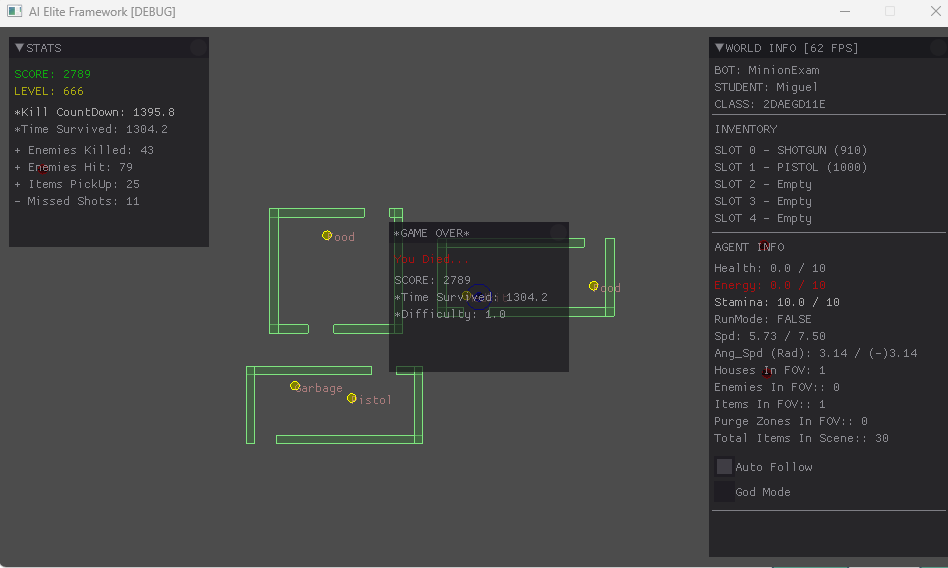 AI Elite Framework [DEBUG]
STATS
SCORE: 2789
LEVEL: 666
*Kill CountDown: 1395.8
*Time Survived: 1304.2
+ Enemies Killed: 43
+ Enemies Hit: 79
+ Items PickUp: 25
- Missed Shots: 11
Food
*GAME OVER*
You Died...
SCORE: 2789
*Time Survived: 1304.2
*Difficulty: 1.0
Food
Garbage
Pistol
WORLD INFO [62 FPS]
BOT: MinionExam
STUDENT: Miguel
CLASS: 2DAEGD11E
INVENTORY
SLOT 0 - SHOTGUN (910)
SLOT 1 - PISTOL (1000)
SLOT 2 - Empty
SLOT 3 - Empty
SLOT 4 - Empty
AGENT INFO
Health: 0.0 / 10
Energy: 0.0 / 10
Stamina: 10.0 / 10
RunMode: FALSE
Spd: 5.73 / 7.50
Ang_Spd (Rad): 3.14 / (-)3.14
Houses In FOV: 1
Enemies In FOV:: 0
Items In FOV:: 1
Purge Zones In FOV:: 0
Total Items In Scene:: 30
Auto Follow
God Mode